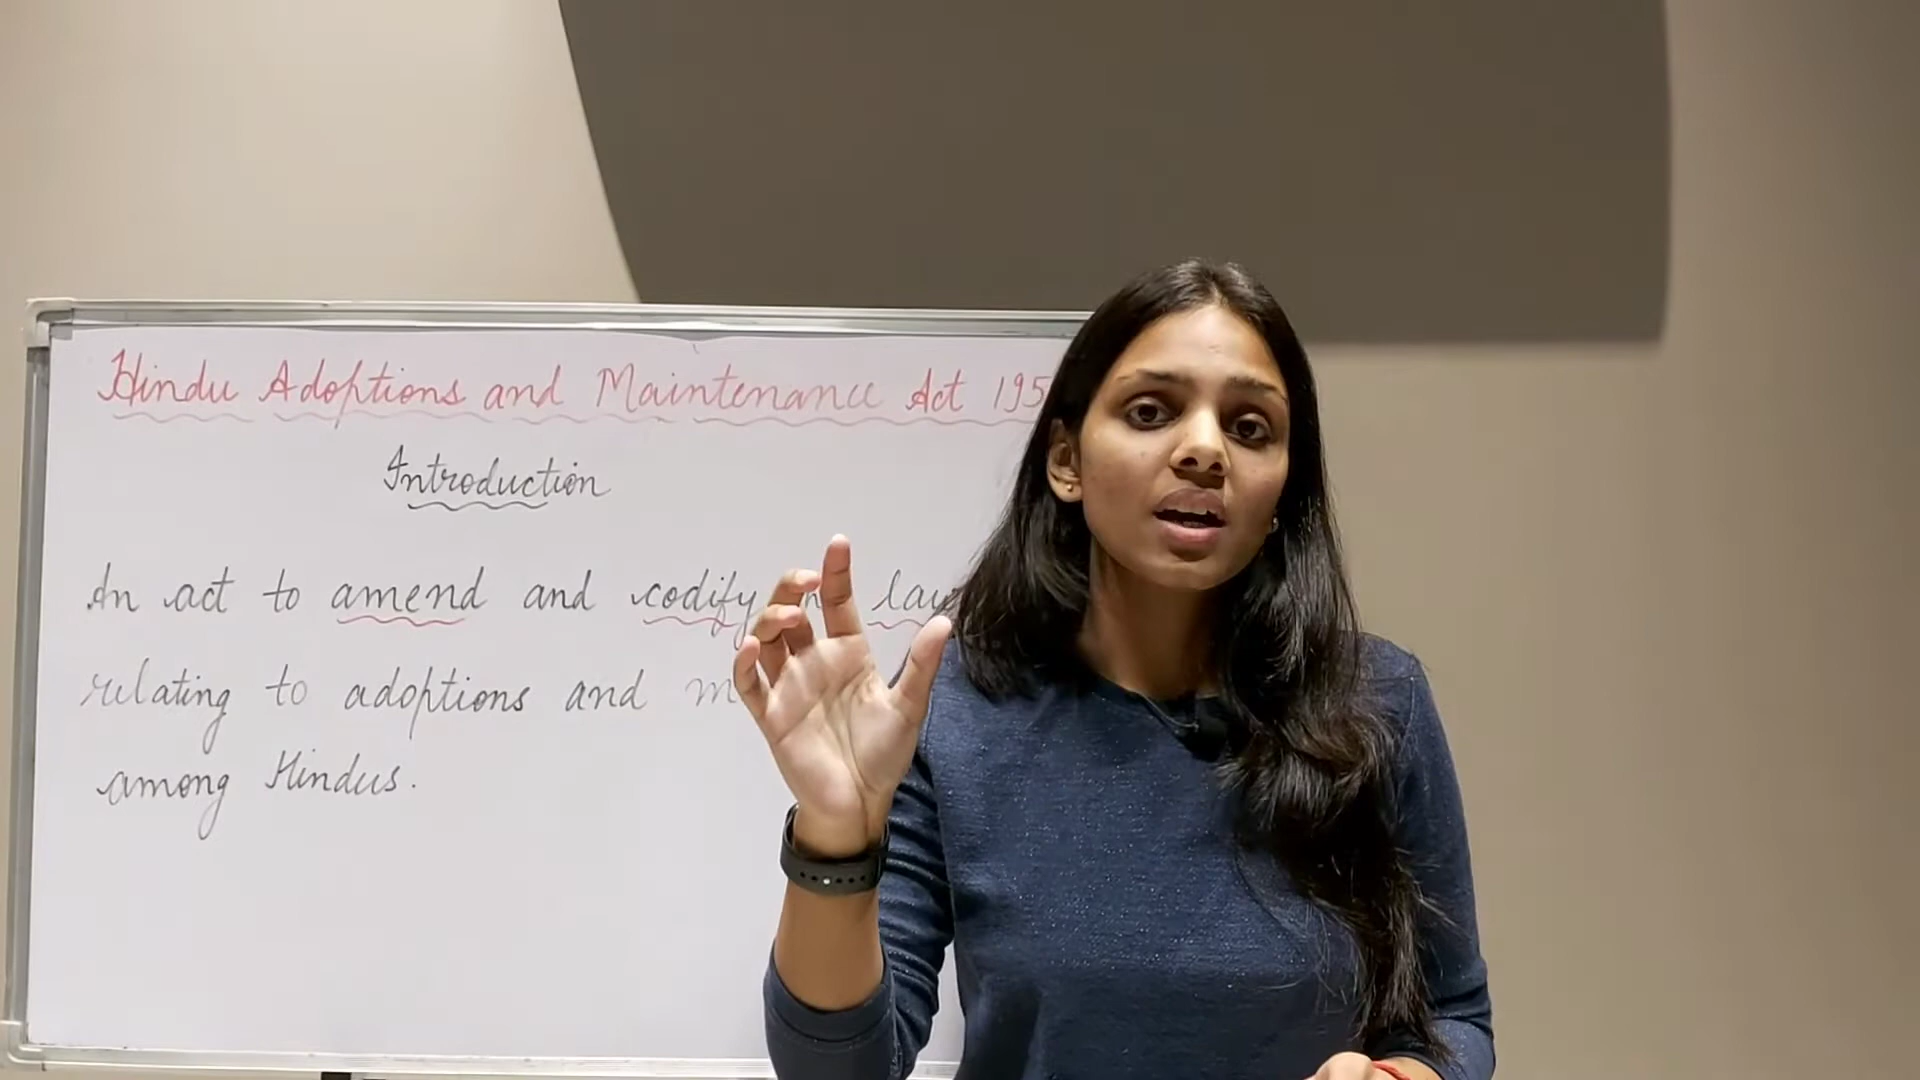 Hindu Adoptions and Maintenance Act 195
Introduction
An act to amend and codify law
relating to adoptions and m
among Hindus.